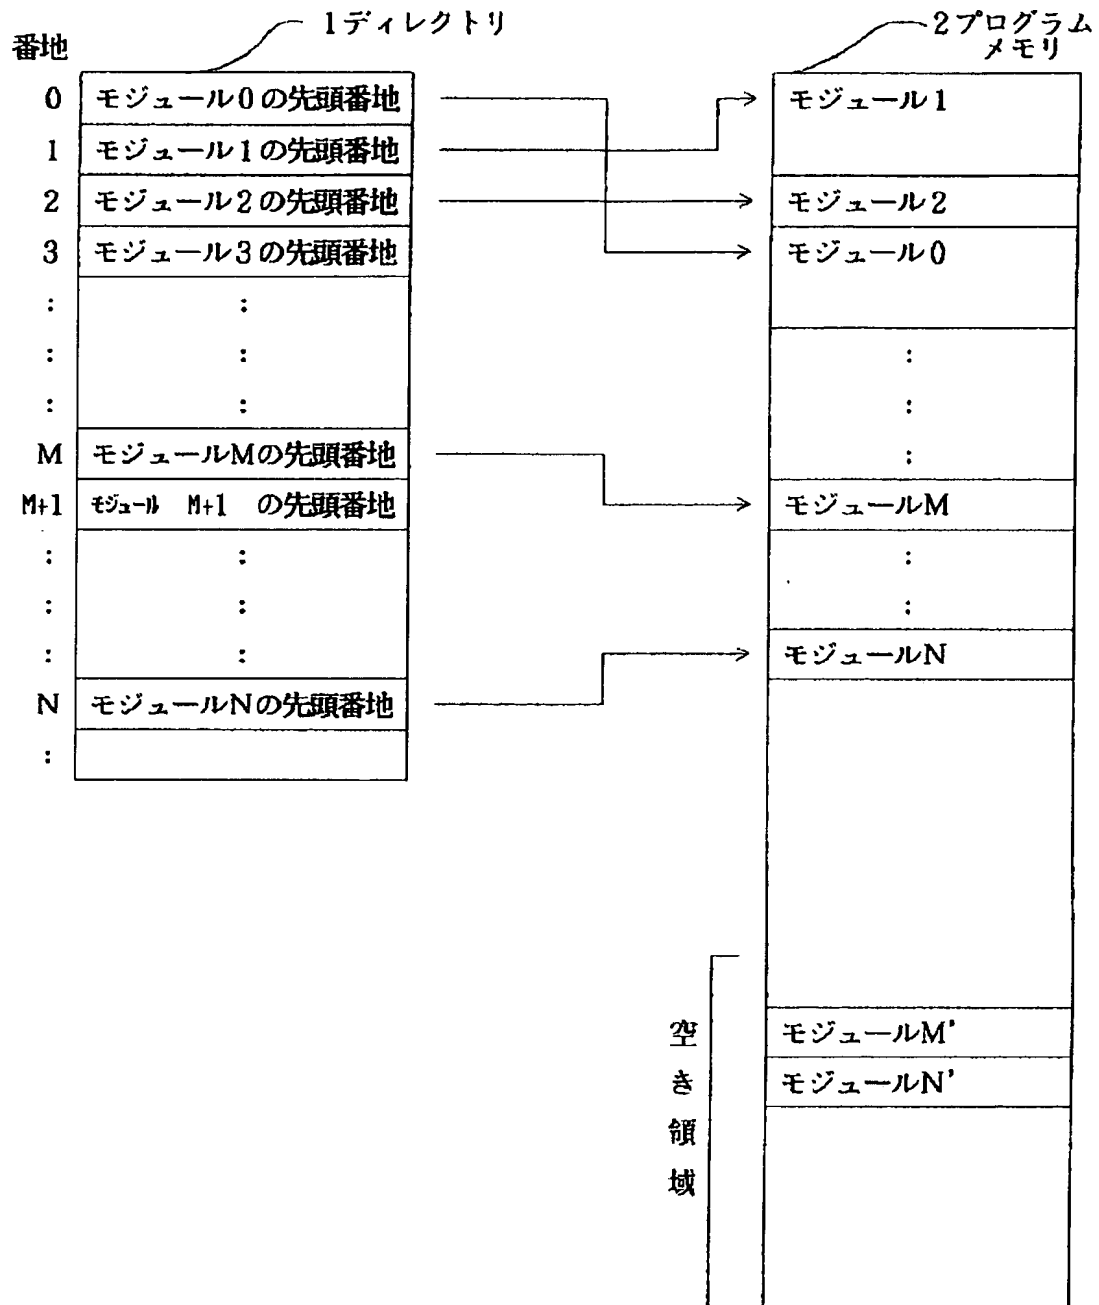 1ディレクトリ
番地
0 モジュール0の先頭番地
1 モジュール1の先頭番地
2 モジュール2の先頭番地
3 モジュール3の先頭番地
: :
: :
: :
M モジュールMの先頭番地
M+1 モジュール M+1 の先頭番地
: :
: :
: :
N モジュールNの先頭番地
:
2プログラム
メモリ
モジュール1
モジュール2
モジュール0
:
:
:
モジュールM
:
:
モジュールN
モジュールM'
モジュールN'
空き領域